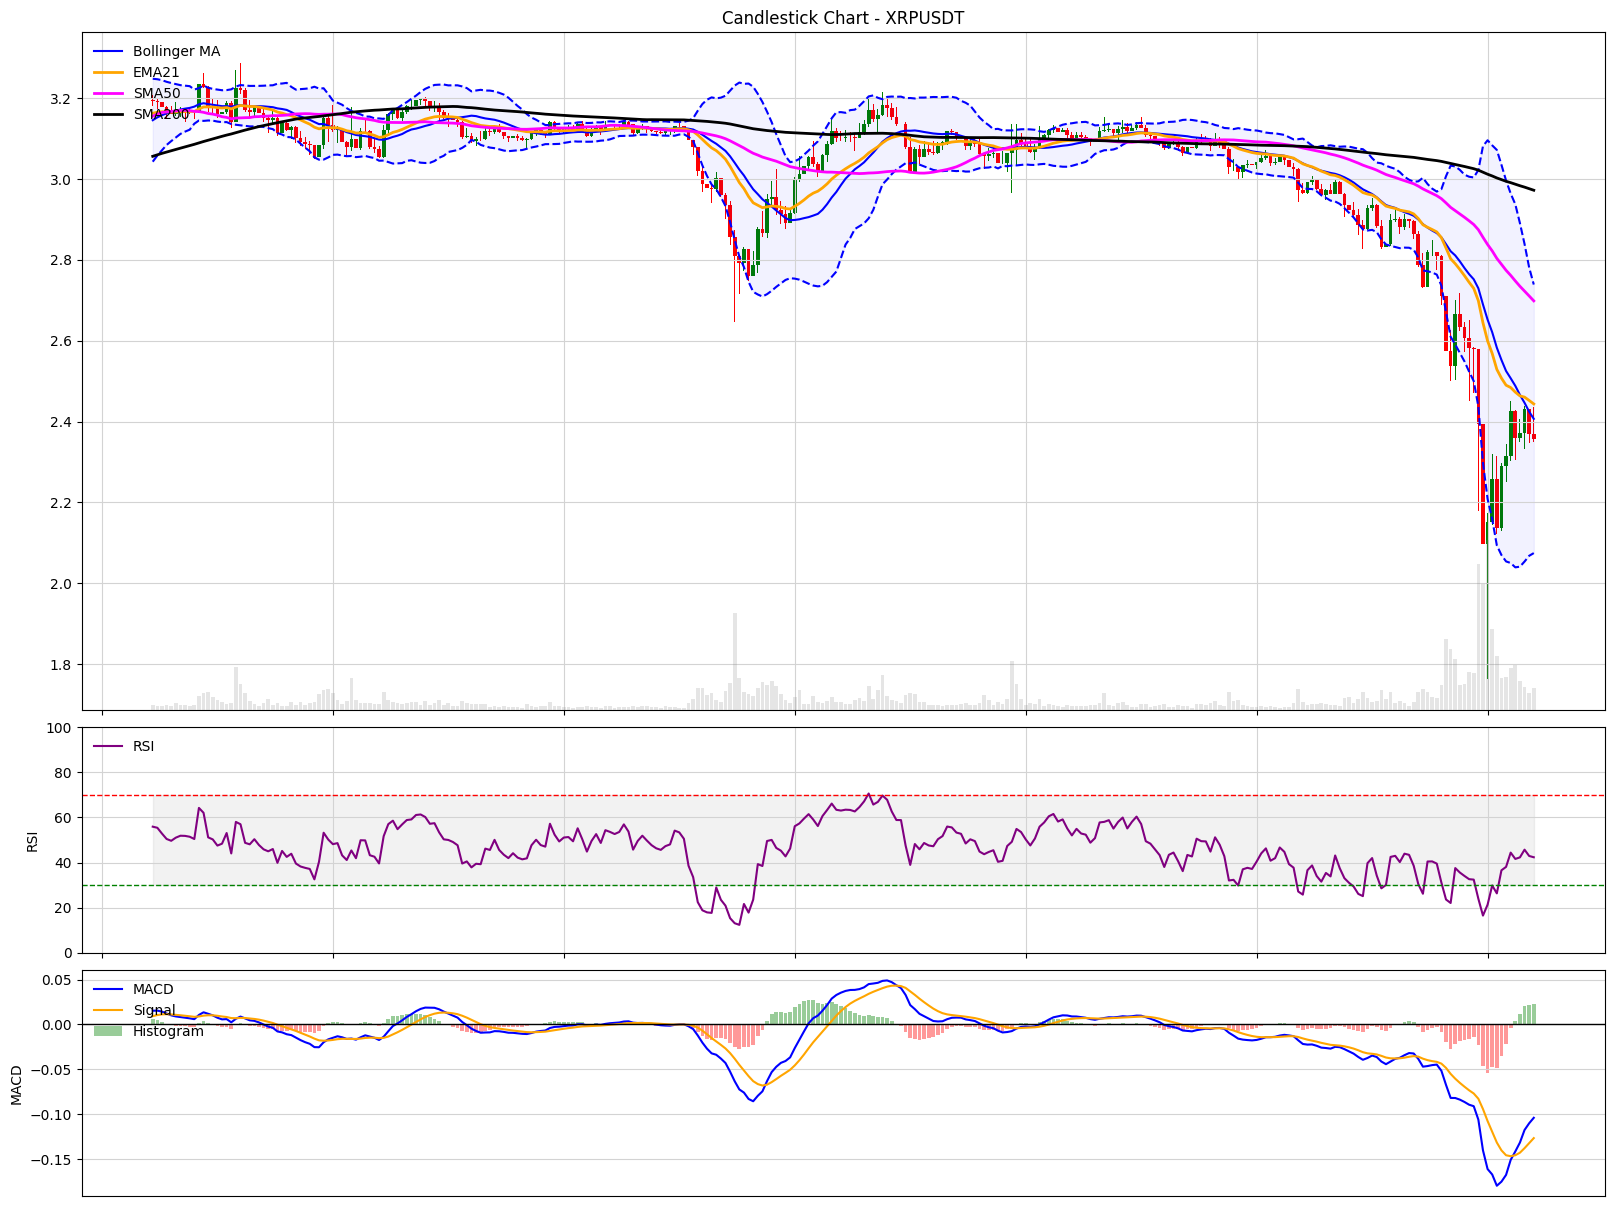 Candlestick Chart - XRPUSDT
Bollinger MA
EMA21
SMA50
SMA200
3.2
3.0
2.8
2.6
2.4
2.2
2.0
1.8
RSI
100
80
60
40
20
0
RSI
MACD
Signal
Histogram
0.05
0.00
−0.05
−0.10
−0.15
MACD